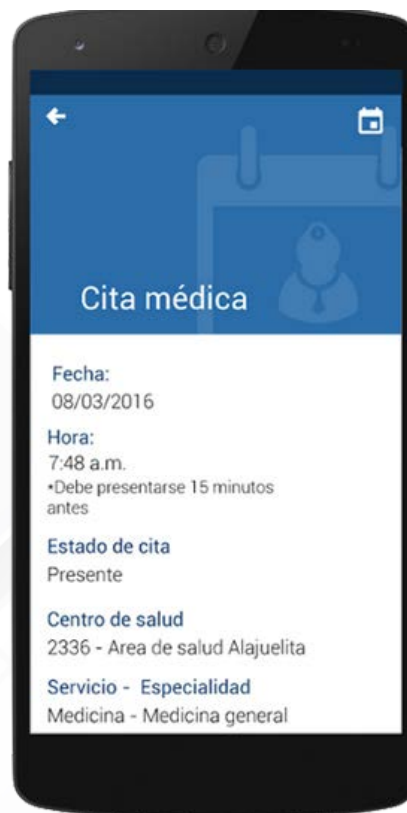 Cita médica
Fecha:
08/03/2016
Hora:
7:48 a.m.
*Debe presentarse 15 minutos
antes
Estado de cita
Presente
Centro de salud
2336 - Area de salud Alajuelita
Servicio - Especialidad
Medicina - Medicina general